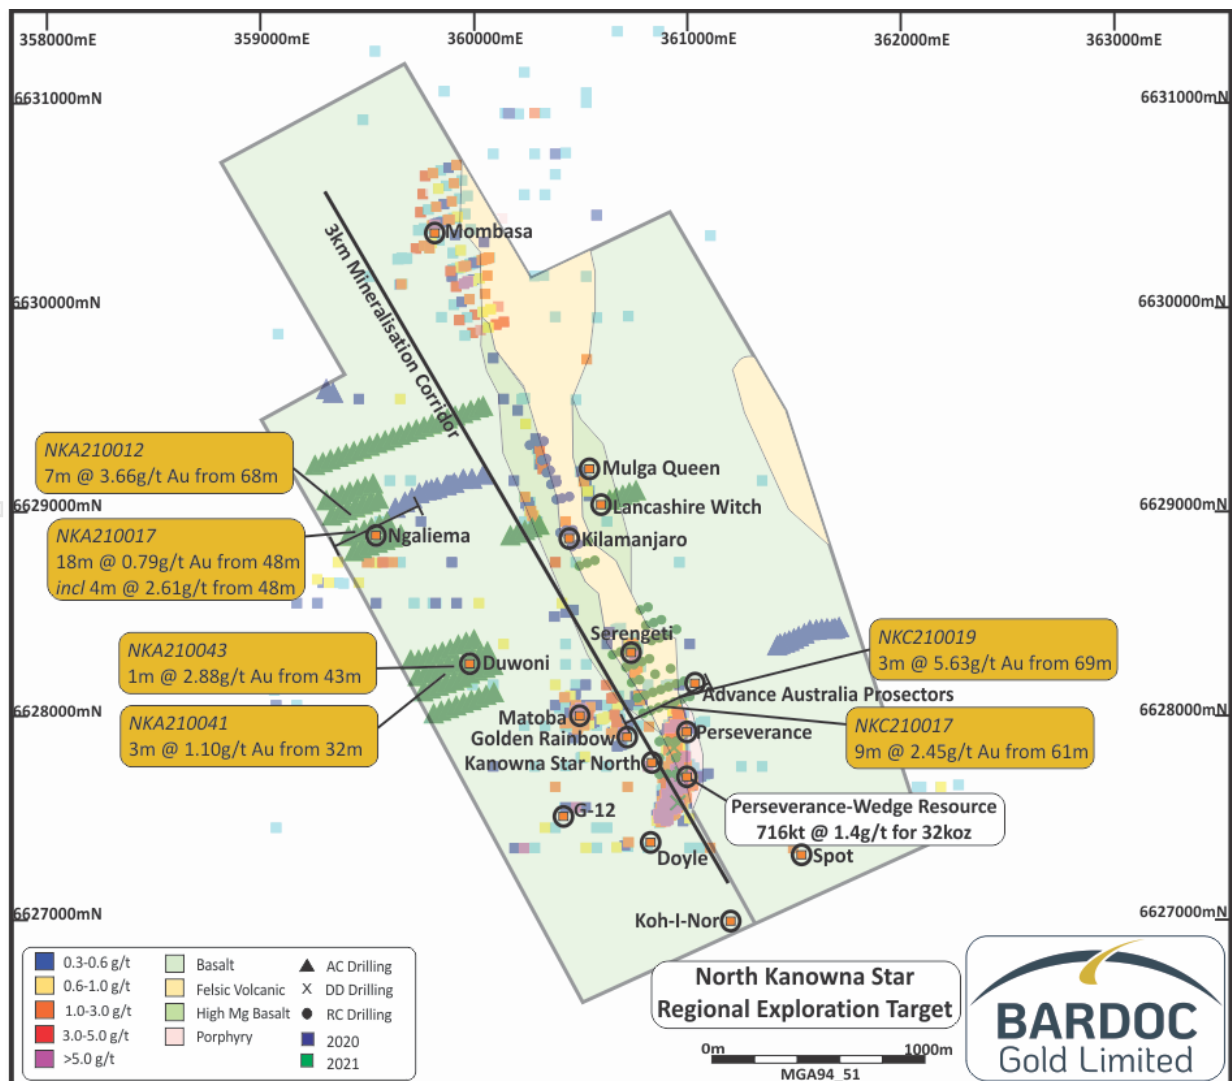 358000mE
359000mE
360000mE
361000mE
362000mE
363000mE
6631000mN
6631000mN
Mombasa
3km Mineralisation Corridor
6630000mN
6630000mN
NKA210012
7m @ 3.66g/t Au from 68m
Mulga Queen
Lancashire Witch
6629000mN
6629000mN
NKA210017
18m @ 0.79g/t Au from 48m
incl 4m @ 2.61g/t from 48m
Ngaliema
Kilamanjaro
NKA210043
1m @ 2.88g/t Au from 43m
Duwoni
Serengeti
NKC210019
3m @ 5.63g/t Au from 69m
Advance Australia Prosectors
6628000mN
6628000mN
NKA210041
3m @ 1.10g/t Au from 32m
Matoba
Golden Rainbow
Perseverance
NKC210017
9m @ 2.45g/t Au from 61m
Kanowna Star North
Perseverance-Wedge Resource
716kt @ 1.4g/t for 32koz
G-12
Doyle
Spot
6627000mN
6627000mN
Koh-I-Nor
0.3-0.6 g/t
0.6-1.0 g/t
1.0-3.0 g/t
3.0-5.0 g/t
>5.0 g/t
Basalt
Felsic Volcanic
High Mg Basalt
Porphyry
AC Drilling
DD Drilling
RC Drilling
2020
2021
North Kanowna Star
Regional Exploration Target
0m
1000m
MGA94_51
BARDOC
Gold Limited